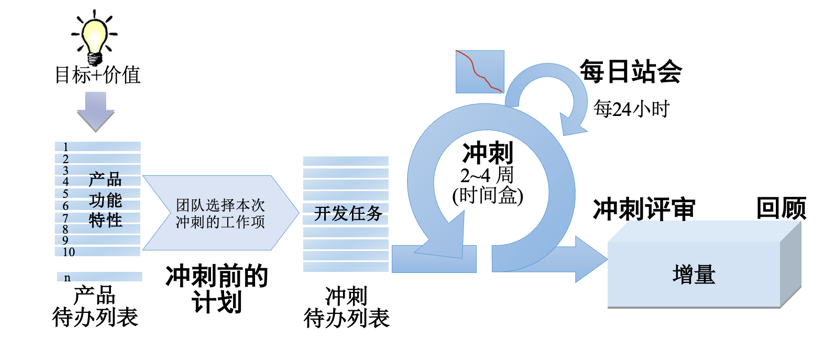 目标+价值
1
2
3
4
5
6
7
8
9
10
n
产品
功能
特性
产品
待办列表
团队选择本次
冲刺的工作项
冲刺前的
计划
开发任务
冲刺
待办列表
冲刺
2~4 周
(时间盒)
每日站会
每24小时
冲刺评审
回顾
增量